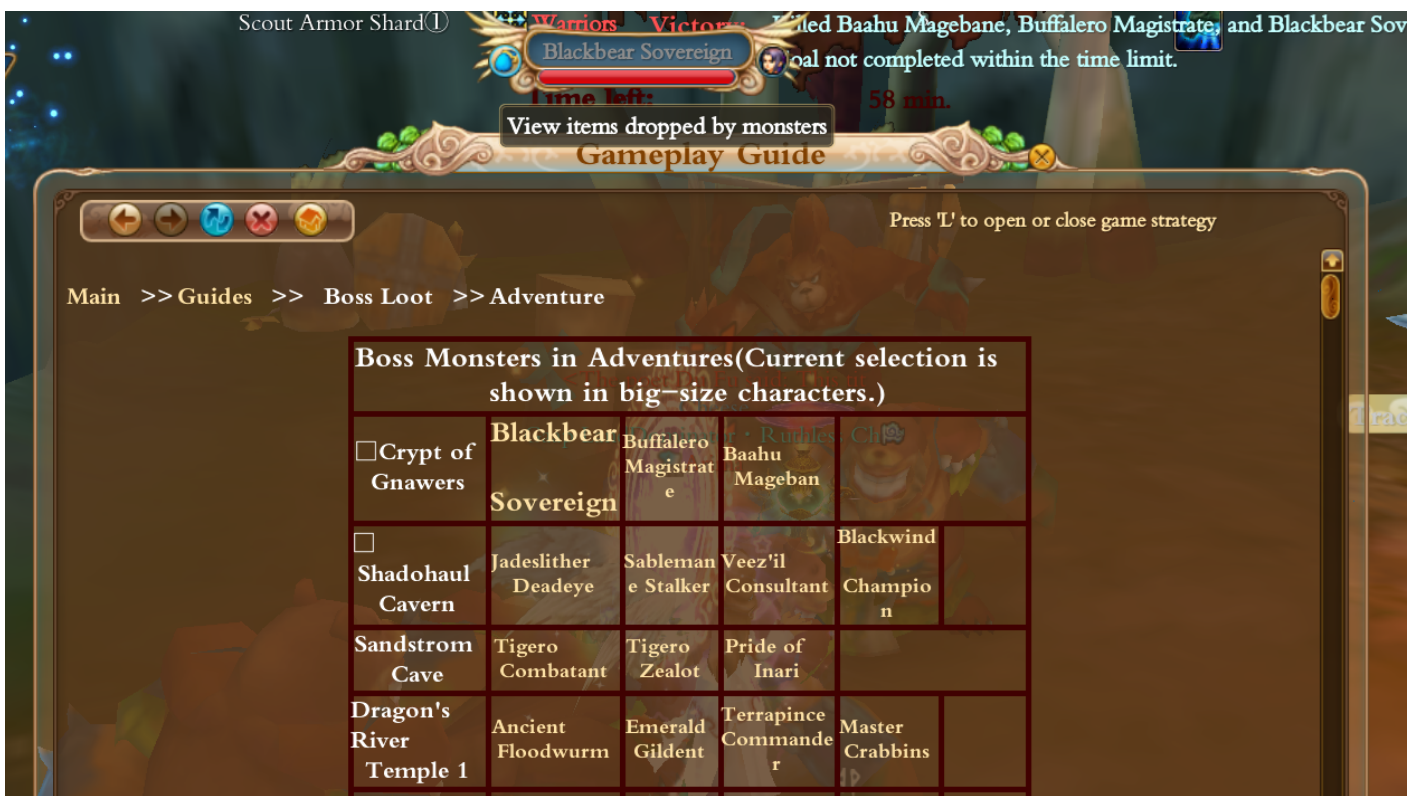 Scout Armor Shard①
Warriors Victory: Killed Baahu Magebane, Buffalero Magistrate, and Blackbear Sov
Blackbear Sovereign
Goal not completed within the time limit.
Time left: 58 min.
View items dropped by monsters
Gameplay Guide
Press 'L' to open or close game strategy
Main >> Guides >> Boss Loot >> Adventure
Boss Monsters in Adventures(Current selection is
shown in big-size characters.)
□Crypt of
Gnawers
Blackbear
Sovereign
Buffalero
Magistrat
e
Baahu
Mageban
□
Shadohaul
Cavern
Jadeslither
Deadeye
Sableman
e Stalker
Veez'il
Consultant
Blackwind
Champio
n
Sandstrom
Cave
Tigero
Combatant
Tigero
Zealot
Pride of
Inari
Dragon's
River
Temple 1
Ancient
Floodwurm
Emerald
Gildent
Terrapince
Commande
r
Master
Crabbins